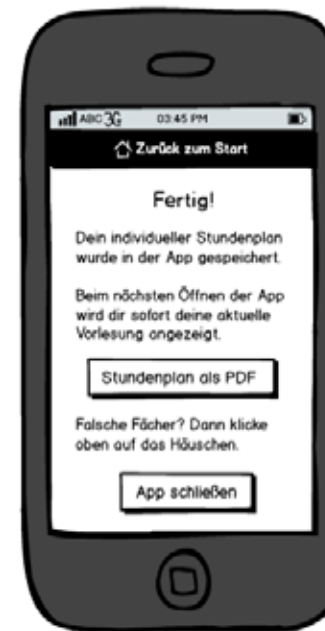 ABC 3G 03:45 PM
Zurück zum Start
Fertig!
Dein individueller Stundenplan
wurde in der App gespeichert.
Beim nächsten Öffnen der App
wird dir sofort deine aktuelle
Vorlesung angezeigt.
Stundenplan als PDF
Falsche Fächer? Dann klicke
oben auf das Häuschen.
App schließen